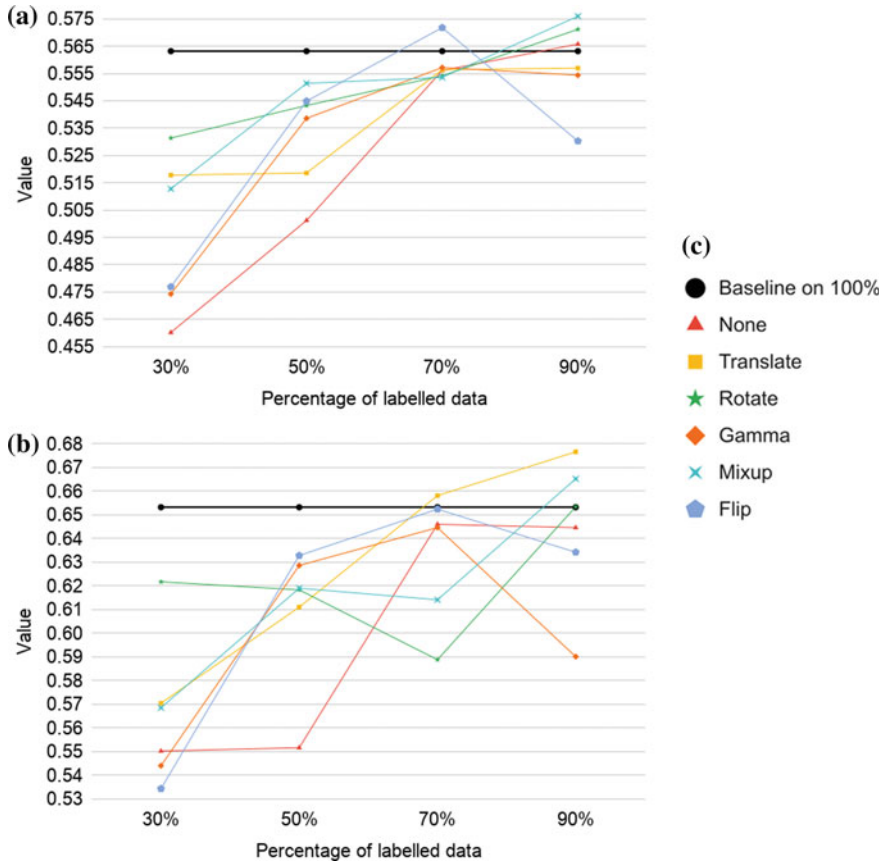 (a)
0.575
0.565
0.555
0.545
0.535
0.525
0.515
0.505
0.495
0.485
0.475
0.465
0.455
Value
30% 50% 70% 90%
Percentage of labelled data
(b)
0.68
0.67
0.66
0.65
0.64
0.63
0.62
0.61
0.60
0.59
0.58
0.57
0.56
0.55
0.54
0.53
Value
30% 50% 70% 90%
Percentage of labelled data
(c)
Baseline on 100%
None
Translate
Rotate
Gamma
Mixup
Flip